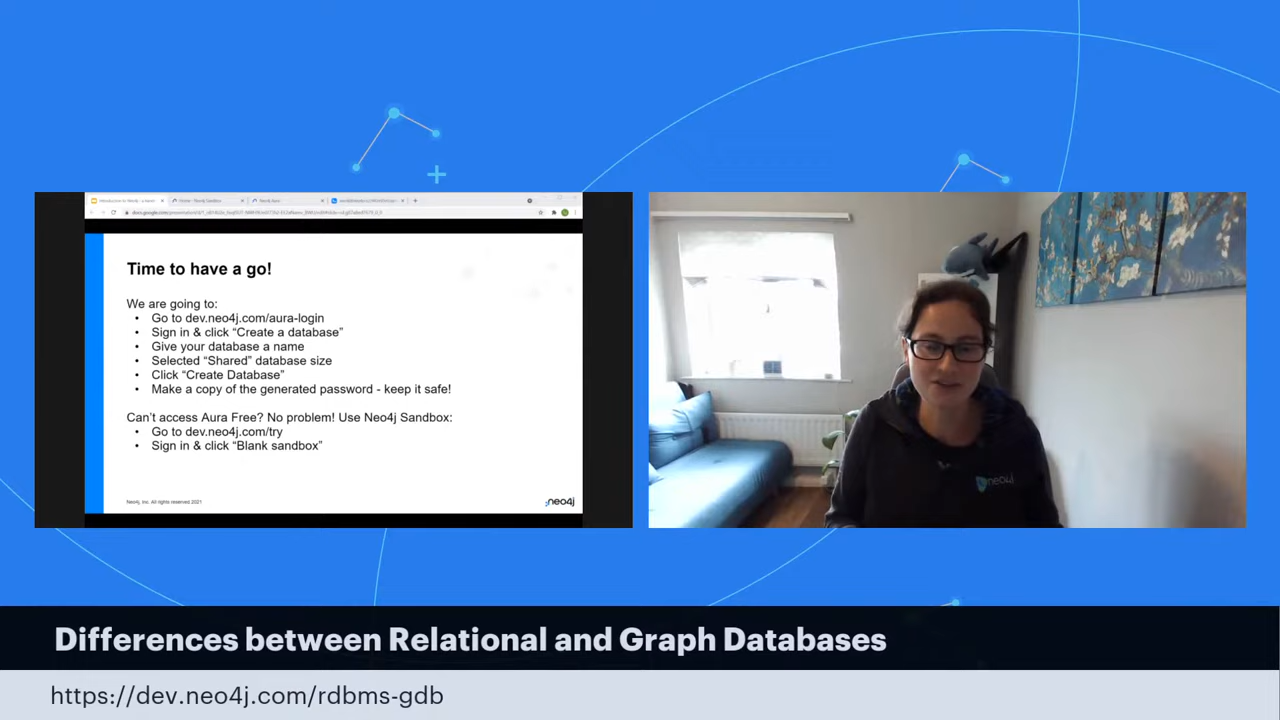 Time to have a go!
We are going to:
• Go to dev.neo4j.com/aura-login
• Sign in & click “Create a database”
• Give your database a name
• Selected “Shared” database size
• Click “Create Database”
• Make a copy of the generated password - keep it safe!
Can’t access Aura Free? No problem! Use Neo4j Sandbox:
• Go to dev.neo4j.com/try
• Sign in & click “Blank sandbox”
Neo4j, Inc. All rights reserved 2021
neo4j
neo4j
Differences between Relational and Graph Databases
https://dev.neo4j.com/rdbms-gdb